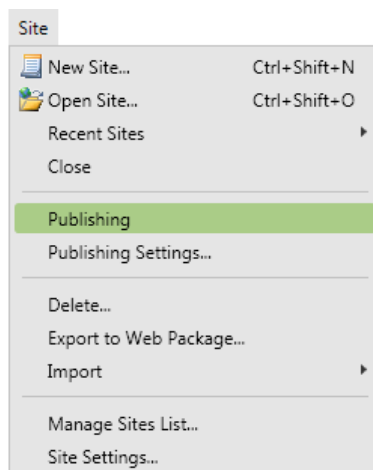 Site
New Site... Ctrl+Shift+N
Open Site... Ctrl+Shift+O
Recent Sites
Close
Publishing
Publishing Settings...
Delete...
Export to Web Package...
Import
Manage Sites List...
Site Settings...